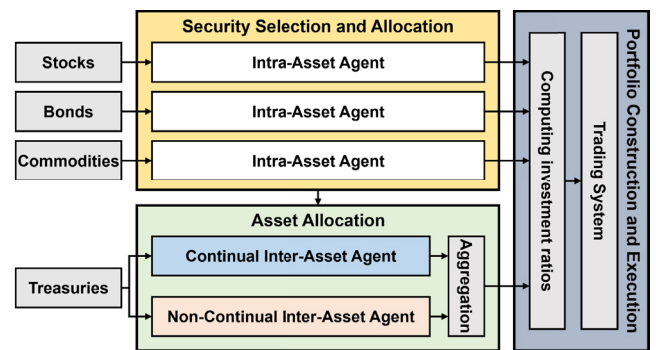 Security Selection and Allocation
Stocks
Intra-Asset Agent
Bonds
Intra-Asset Agent
Commodities
Intra-Asset Agent
Asset Allocation
Treasuries
Continual Inter-Asset Agent
Non-Continual Inter-Asset Agent
Aggregation
Computing investment ratios
Trading System
Portfolio Construction and Execution